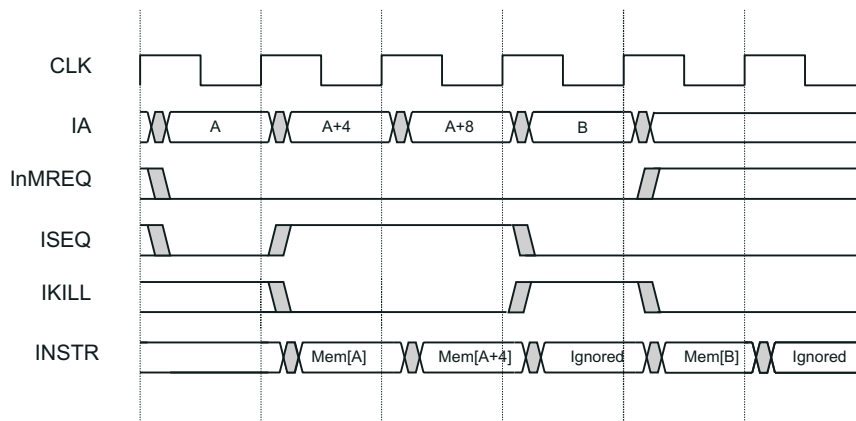 CLK
IA A A+4 A+8 B
InMREQ
ISEQ
IKILL
INSTR Mem[A] Mem[A+4] Ignored Mem[B] Ignored